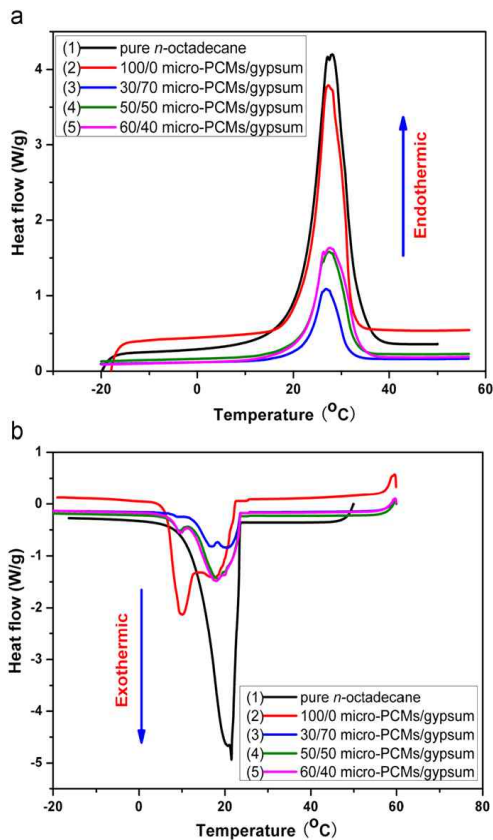 a
(1) pure n-octadecane
(2) 100/0 micro-PCMs/gypsum
(3) 30/70 micro-PCMs/gypsum
(4) 50/50 micro-PCMs/gypsum
(5) 60/40 micro-PCMs/gypsum
Endothermic
Heat flow (W/g)
4
3
2
1
0
-20 0 20 40 60
Temperature (°C)
b
Heat flow (W/g)
1
0
-1
-2
-3
-4
-5
Exothermic
(1) pure n-octadecane
(2) 100/0 micro-PCMs/gypsum
(3) 30/70 micro-PCMs/gypsum
(4) 50/50 micro-PCMs/gypsum
(5) 60/40 micro-PCMs/gypsum
0 20 40 60 80
Temperature (°C)